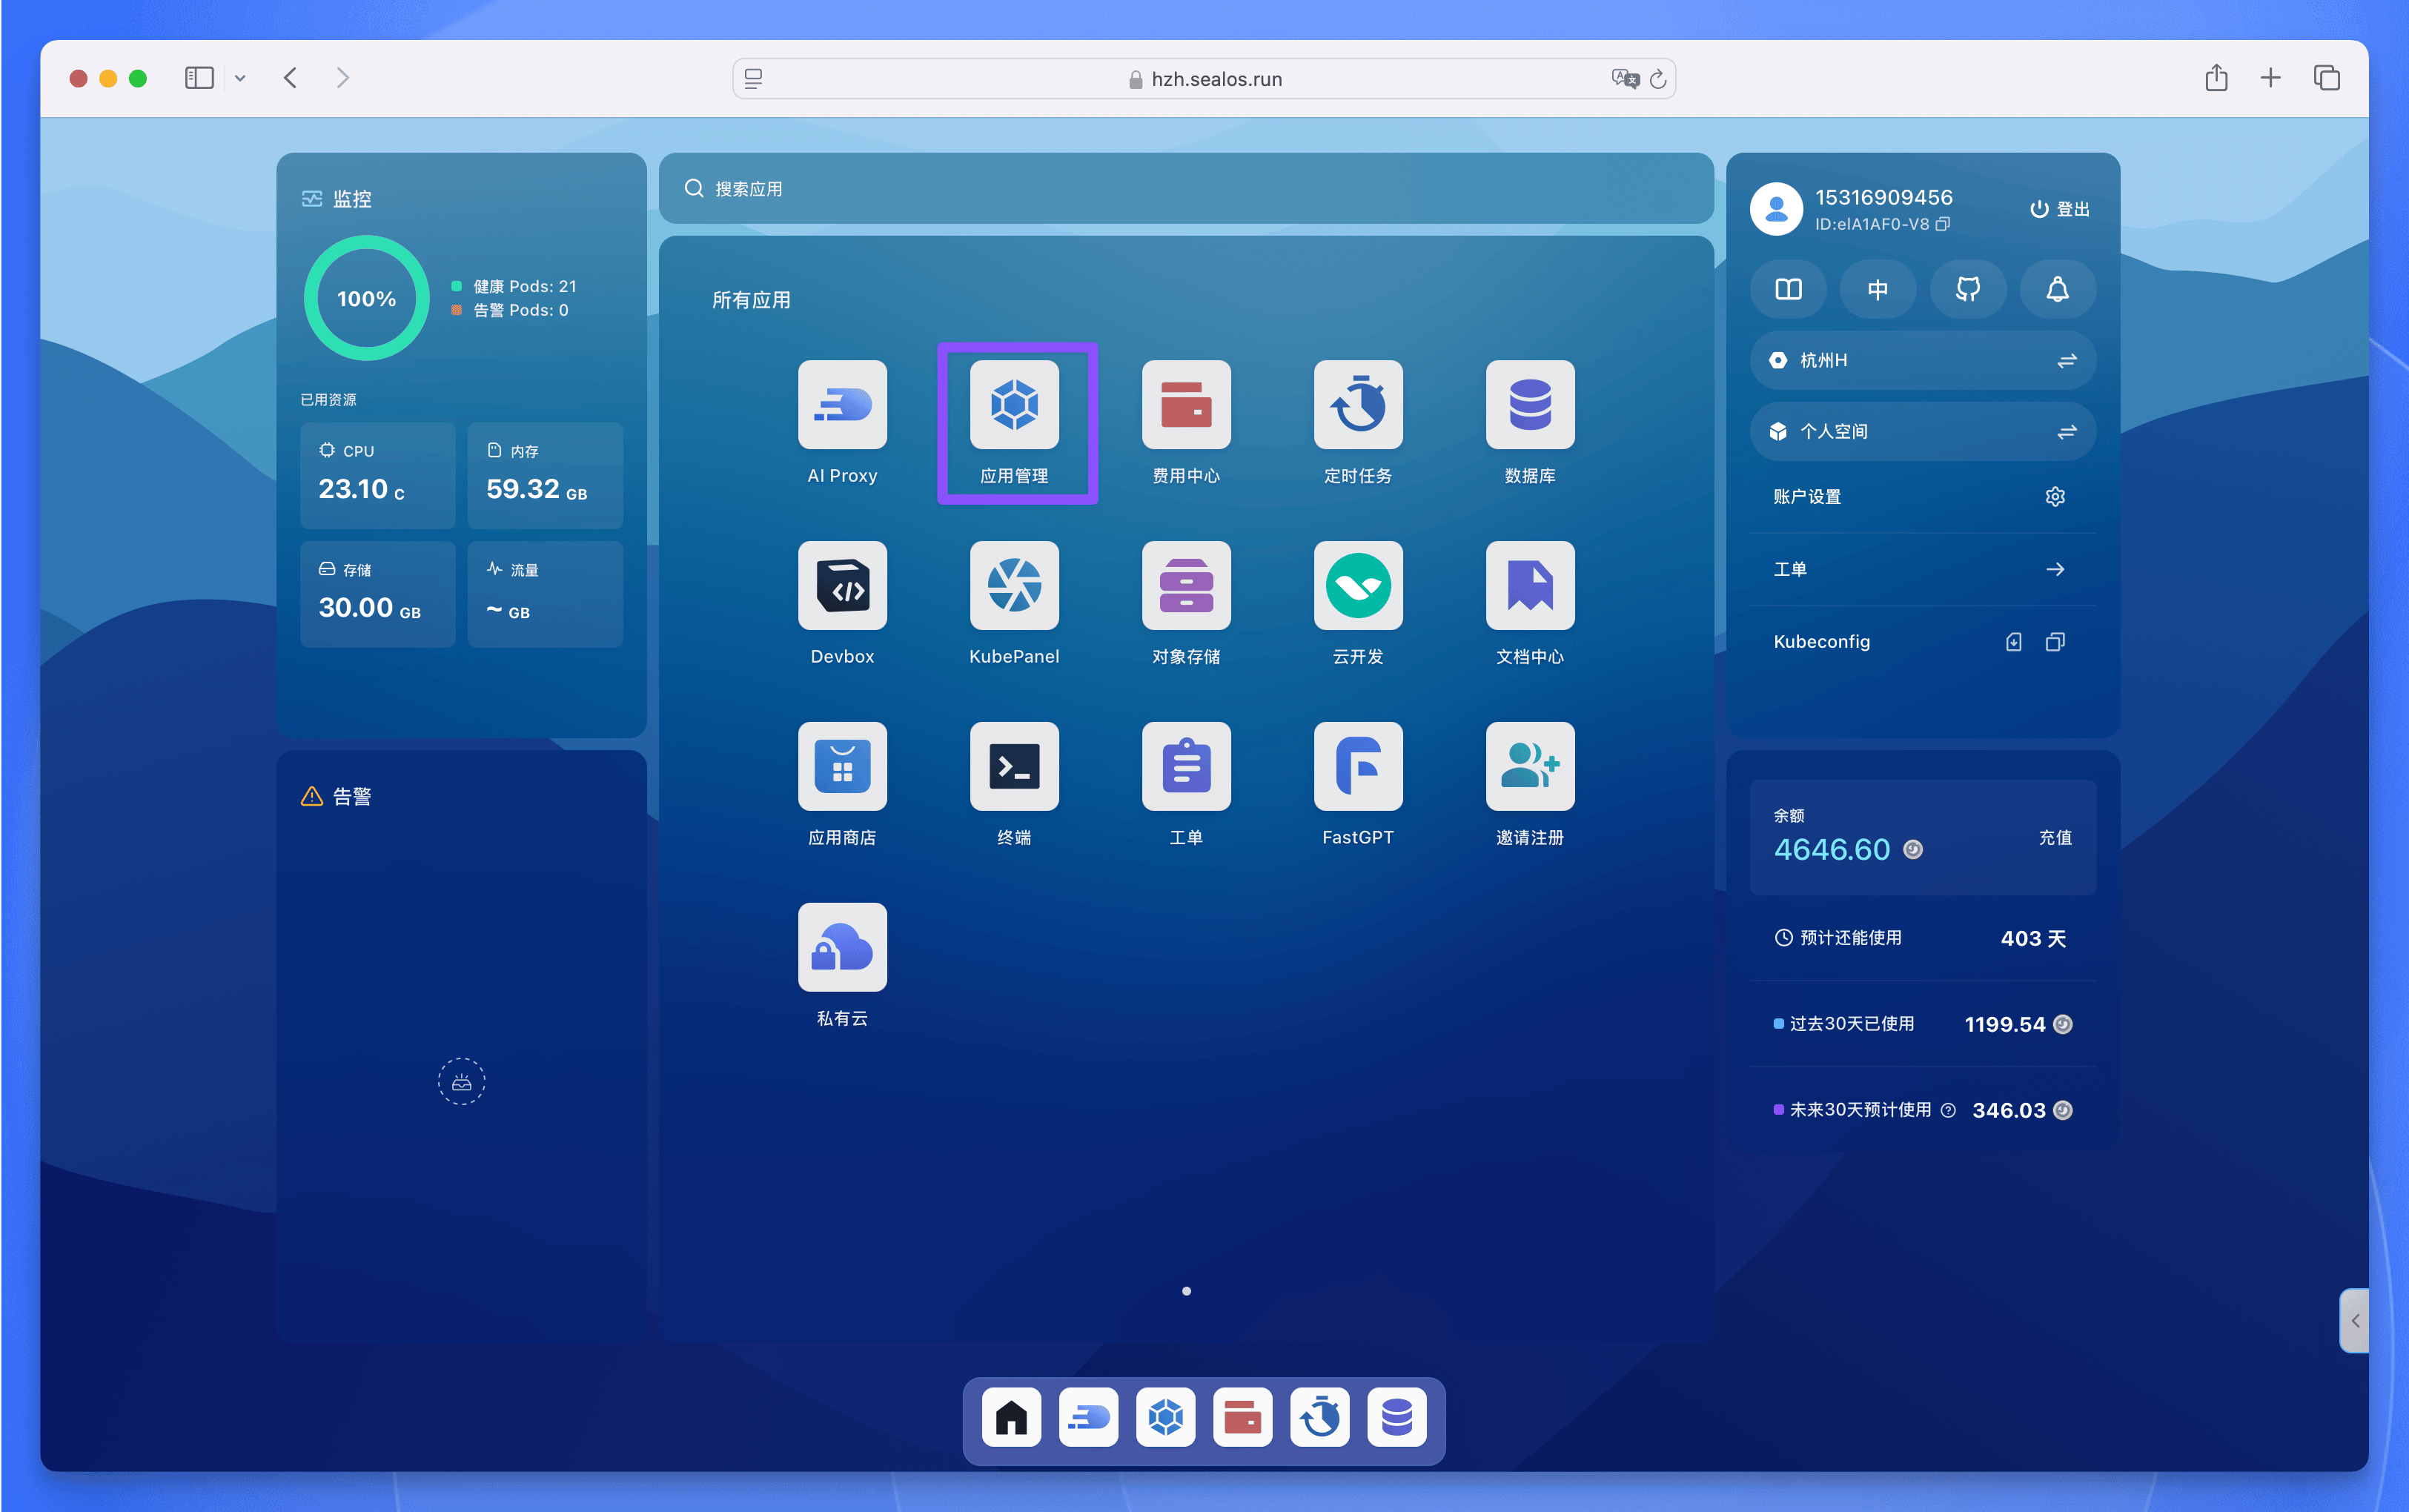 hzh.sealos.run
监控
100%
健康 Pods: 21
告警 Pods: 0
已用资源
CPU
23.10 C
内存
59.32 GB
存储
30.00 GB
流量
~ GB
告警
搜索应用
所有应用
AI Proxy
应用管理
费用中心
定时任务
数据库
Devbox
KubePanel
对象存储
云开发
文档中心
应用商店
终端
工单
FastGPT
邀请注册
私有云
15316909456
ID:elA1AF0-V8
登出
中
杭州H
个人空间
账户设置
工单
Kubeconfig
余额
4646.60
充值
预计还能使用 403 天
过去30天已使用 1199.54
未来30天预计使用 346.03